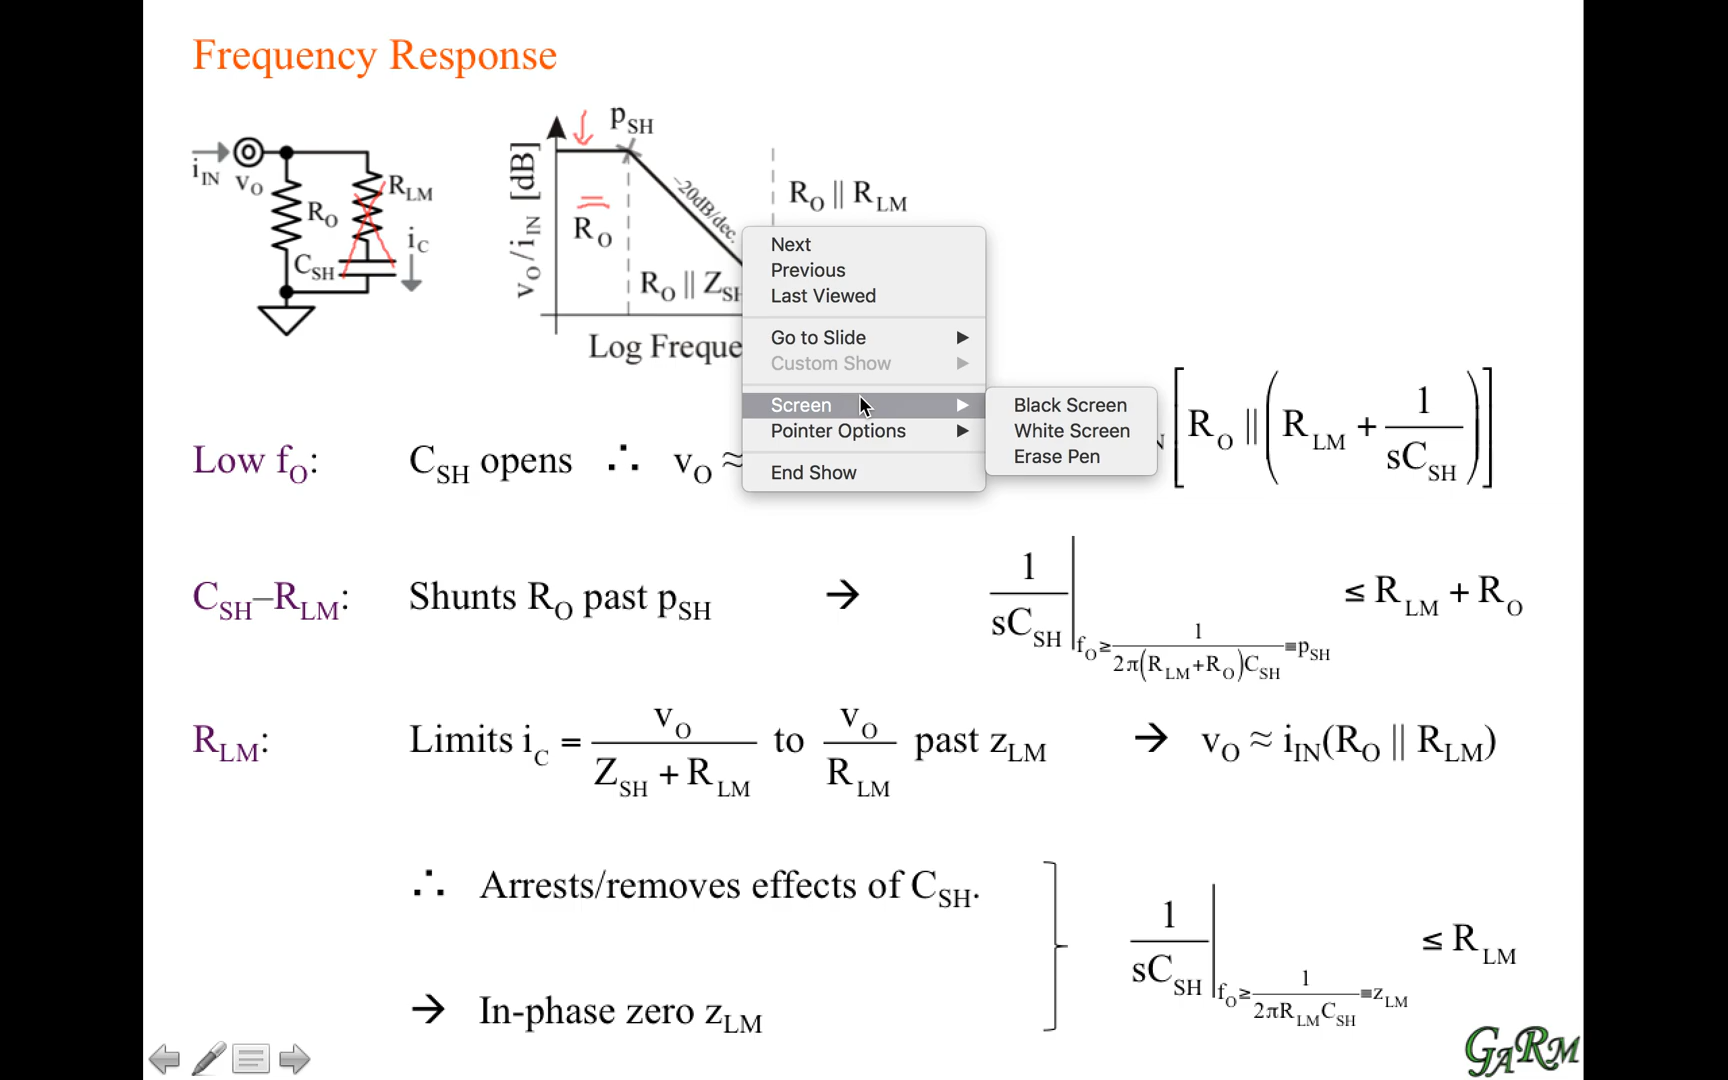 Frequency Response
i_IN v_O R_O R_LM C_SH i_C
v_O/i_IN [dB]
p_SH
-20dB/dec.
R_O
R_O || Z_SH
R_O || R_LM
Log Freque
Next
Previous
Last Viewed
Go to Slide ▶
Custom Show ▶
Screen ▶
Pointer Options ▶
End Show
Black Screen
White Screen
Erase Pen
Low f_O: C_SH opens ∴ v_O ≈ [R_O || (R_LM + 1/sC_SH)]
C_SH–R_LM: Shunts R_O past p_SH → 1/sC_SH |f_O ≥ 1/2π(R_LM+R_O)C_SH ≡ p_SH ≤ R_LM + R_O
R_LM: Limits i_C = v_O/Z_SH + R_LM to v_O/R_LM past z_LM → v_O ≈ i_IN(R_O || R_LM)
∴ Arrests/removes effects of C_SH.
→ In-phase zero z_LM
1/sC_SH |f_O ≥ 1/2πR_LM C_SH ≡ z_LM ≤ R_LM
GARM